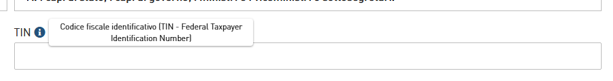 Codice fiscale identificativo [TIN - Federal Taxpayer
Identification Number]
TIN